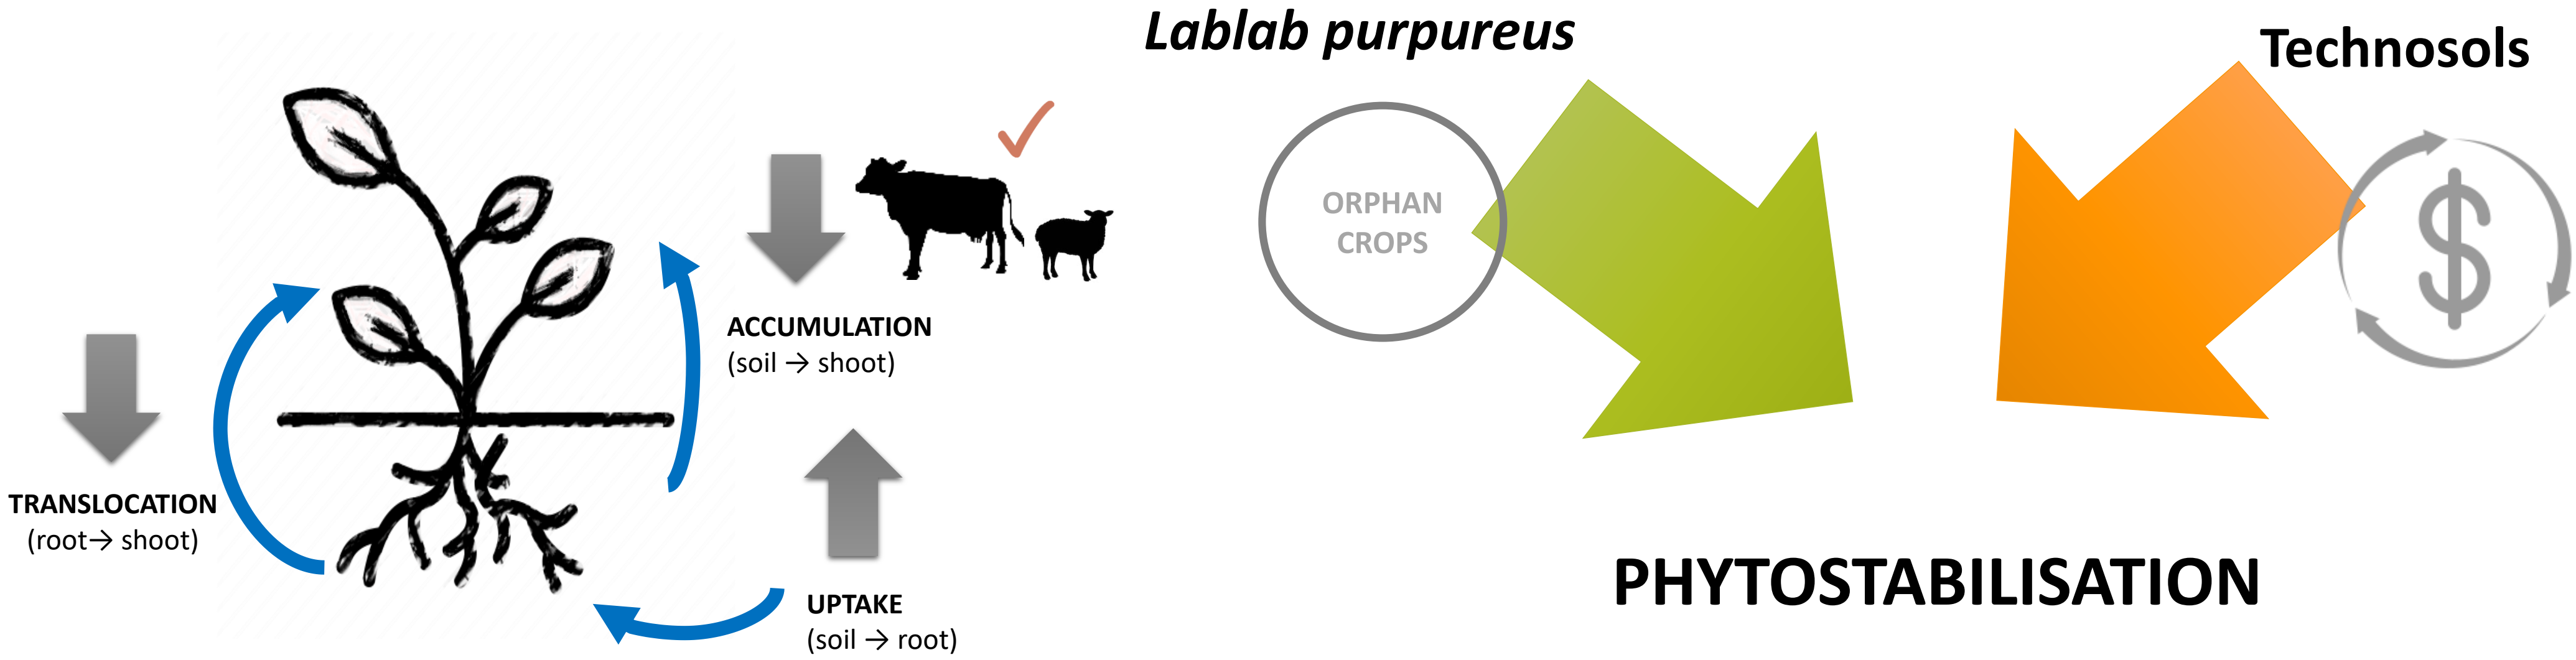 Lablab purpureus
Technosols
ORPHAN
CROPS
$
ACCUMULATION
(soil → shoot)
TRANSLOCATION
(root→ shoot)
UPTAKE
(soil → root)
PHYTOSTABILISATION